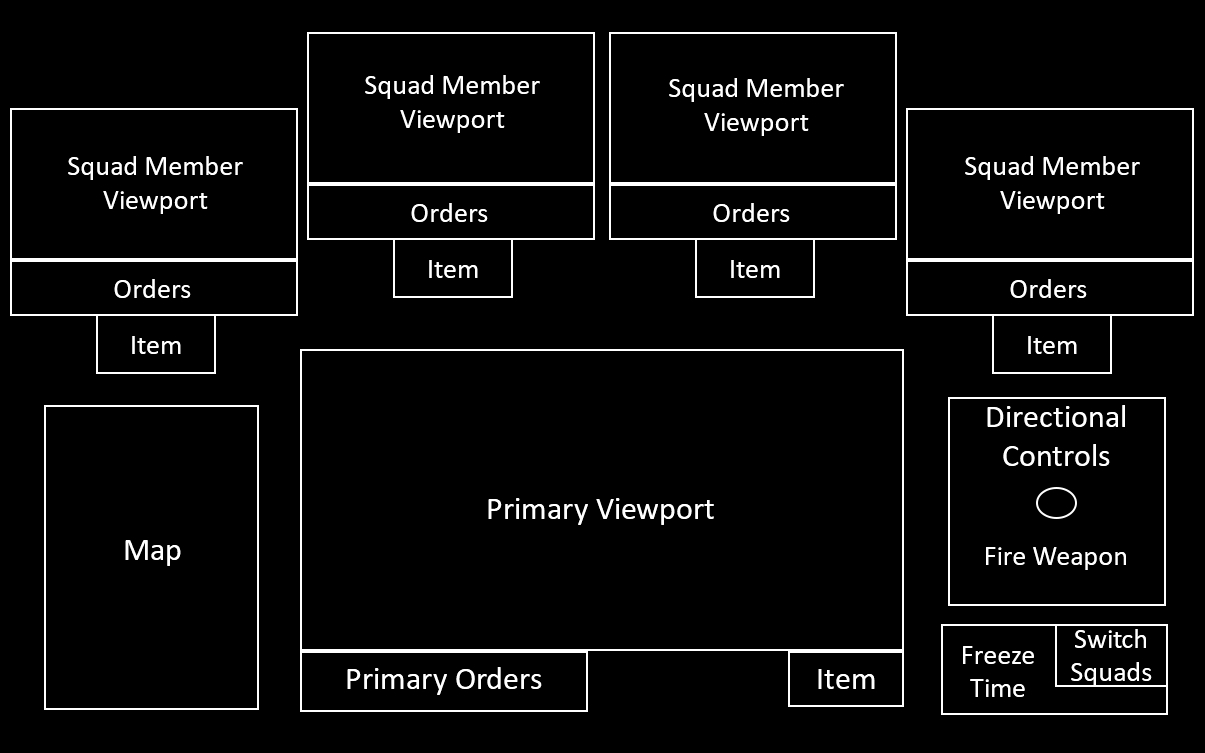 Squad Member
Viewport
Orders
Item
Squad Member
Viewport
Orders
Item
Squad Member
Viewport
Orders
Item
Squad Member
Viewport
Orders
Item
Map
Primary Viewport
Primary Orders
Item
Directional
Controls
Fire Weapon
Freeze
Time
Switch
Squads